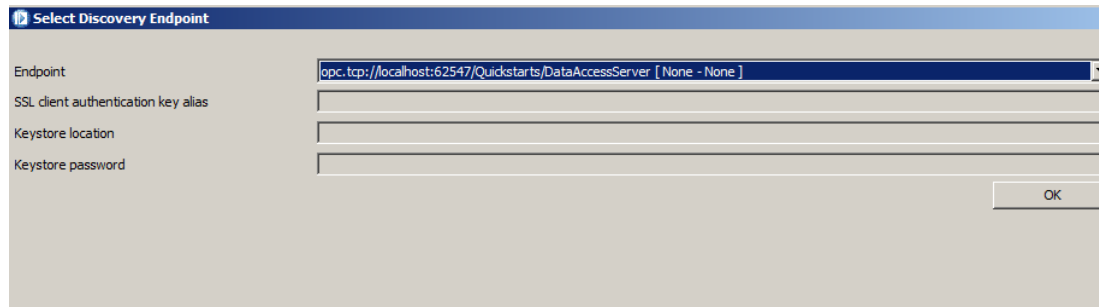 Select Discovery Endpoint
Endpoint opc.tcp://localhost:62547/Quickstarts/DataAccessServer [ None - None ]
SSL client authentication key alias
Keystore location
Keystore password
OK